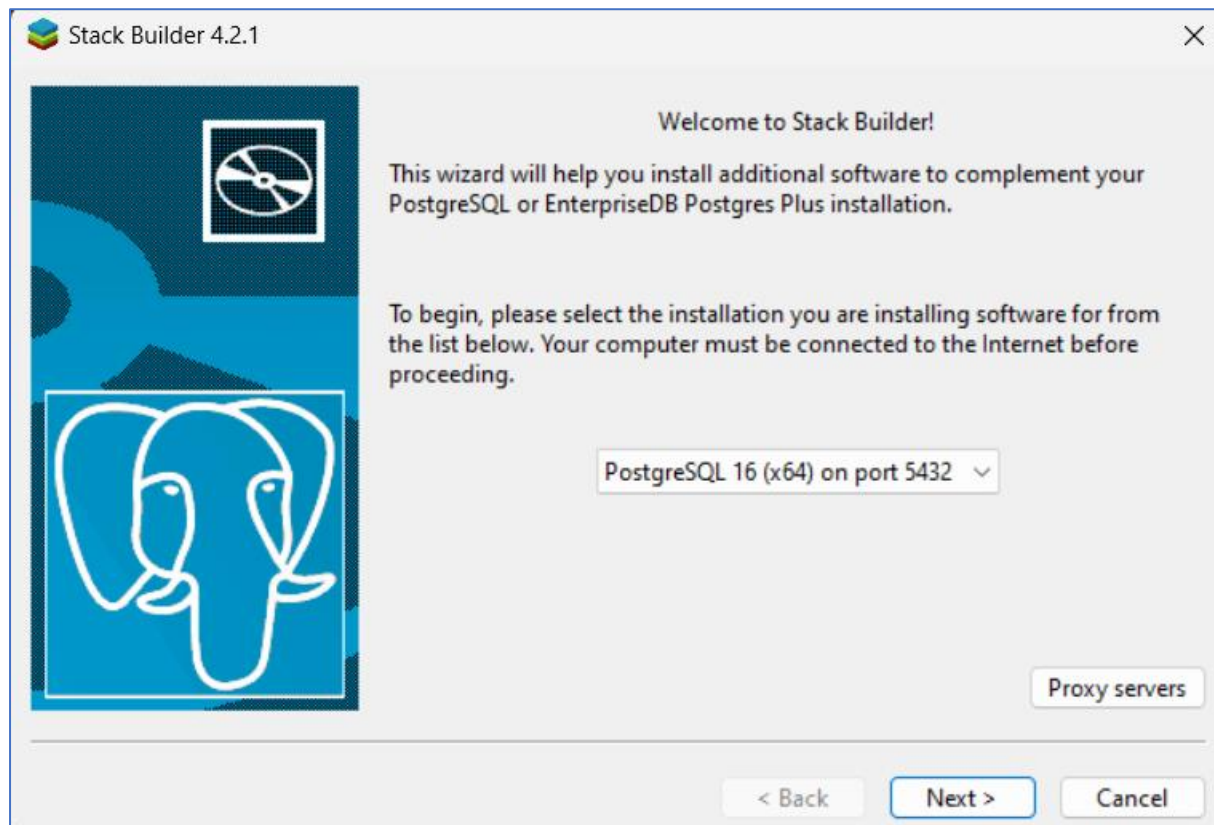 Stack Builder 4.2.1
Welcome to Stack Builder!
This wizard will help you install additional software to complement your
PostgreSQL or EnterpriseDB Postgres Plus installation.
To begin, please select the installation you are installing software for from
the list below. Your computer must be connected to the Internet before
proceeding.
PostgreSQL 16 (x64) on port 5432
Proxy servers
< Back
Next >
Cancel